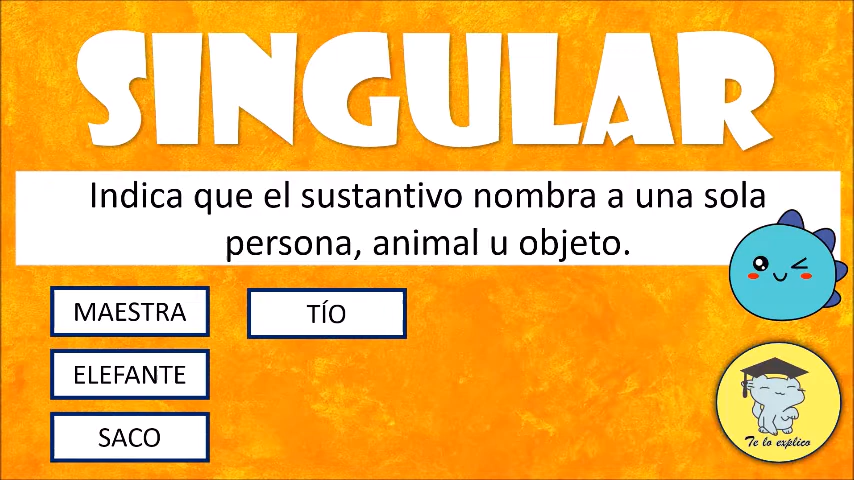 SINGULAR
Indica que el sustantivo nombra a una sola
persona, animal u objeto.
MAESTRA
ELEFANTE
SACO
TÍO
Te lo explico